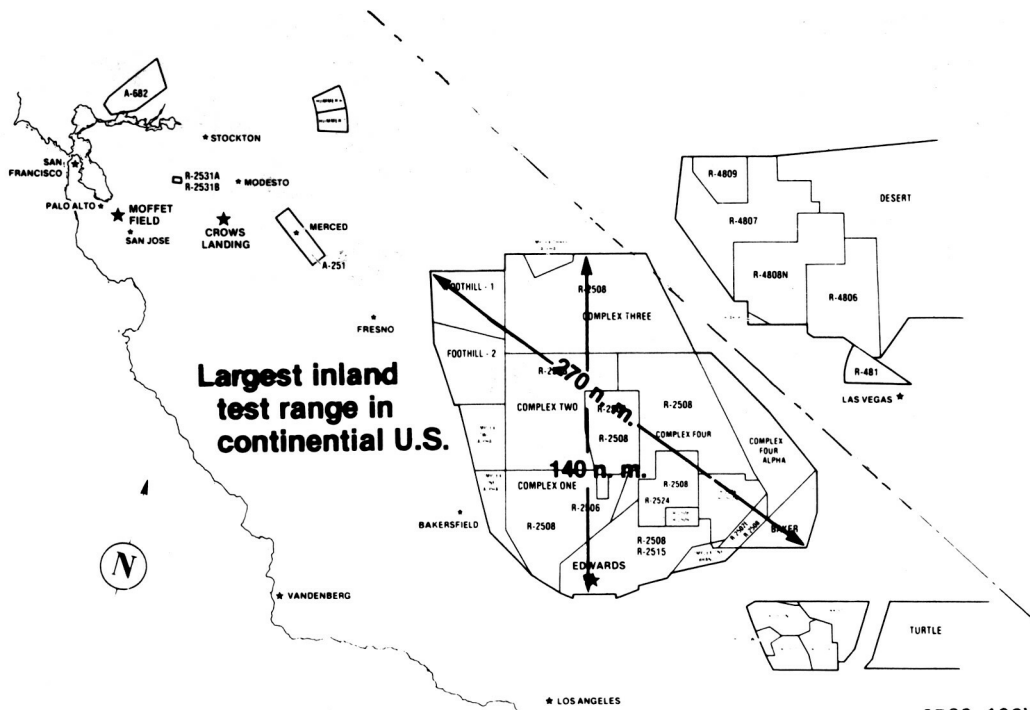 A-682
HUMMER
STOCKTON
SAN
FRANCISCO
R-2531A
R-2531B
MODESTO
PALO ALTO
MOFFET
FIELD
SAN JOSE
CROWS
LANDING
MERCED
A-251
FRESNO
R-4809
DESERT
R-4807
R-4808N
R-4806
R-481
LAS VEGAS
FOOTHILL - 1
R-2508
COMPLEX THREE
FOOTHILL - 2
Largest inland
test range in
continential U.S.
270 n. m.
COMPLEX TWO
R-2508
R-2508
COMPLEX FOUR
COMPLEX
FOUR
ALPHA
140 n. m.
COMPLEX ONE
R-2508
R-2524
R-2506
BAKERSFIELD
R-2508
BAKER
R-2508
R-2515
EDWARDS
N
VANDENBERG
TURTLE
LOS ANGELES